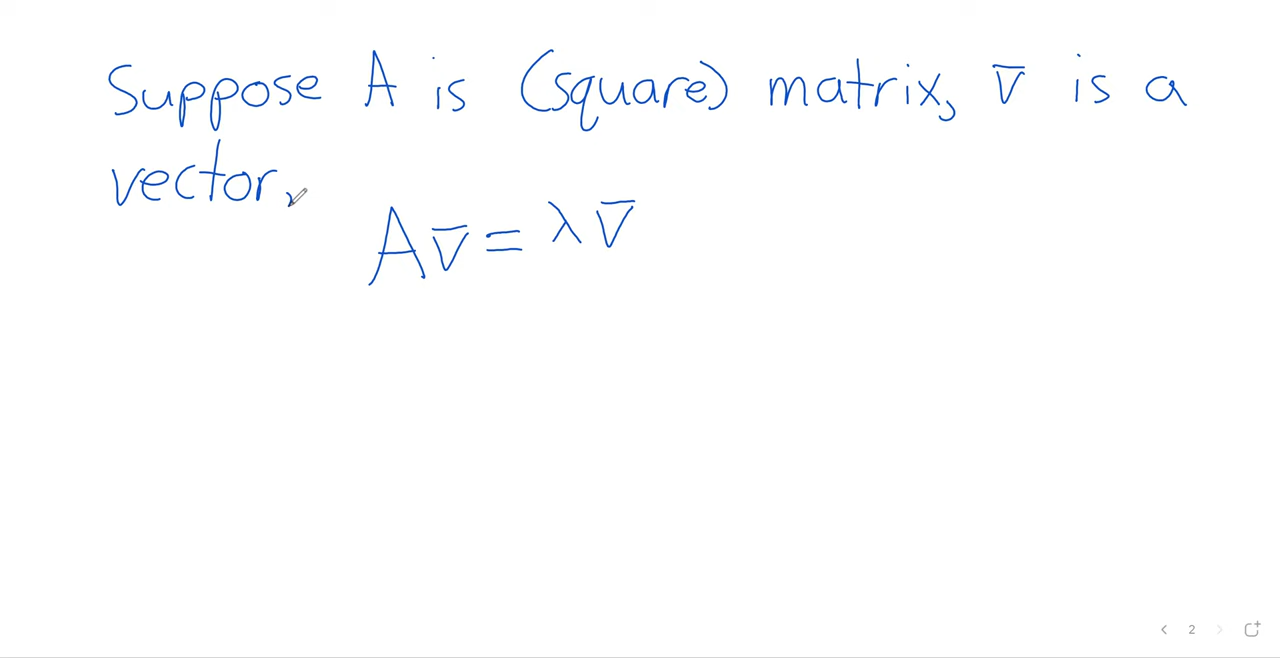 Suppose A is (square) matrix, v̅ is a
vector.
Av̅ = λv̅
2